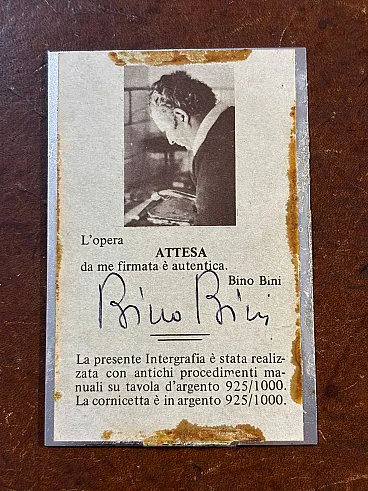 L'opera
ATTESA
da me firmata è autentica.
Bino Bini
Bino Bini
La presente Intergrafia è stata realiz-
zata con antichi procedimenti ma-
nuali su tavola d'argento 925/1000.
La cornicetta è in argento 925/1000.